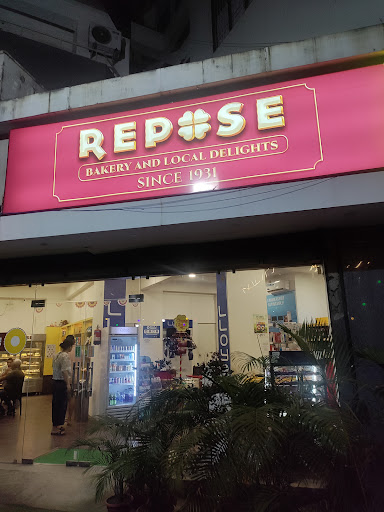 REPOSE
BAKERY AND LOCAL DELIGHTS
SINCE 1931